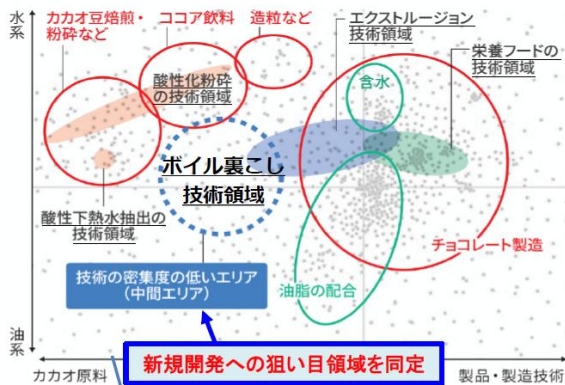 水系
カカオ豆焙煎・
粉砕など
ココア飲料
造粒など
エクストルージョン
技術領域
栄養フードの
技術領域
酸性化粉砕
の技術領域
含水
ボイル裏こし
技術領域
酸性下熱水抽出の
技術領域
チョコレート製造
技術の密集度の低いエリア
（中間エリア）
油脂の配合
油系
新規開発への狙い目領域を同定
カカオ原料
製品・製造技術